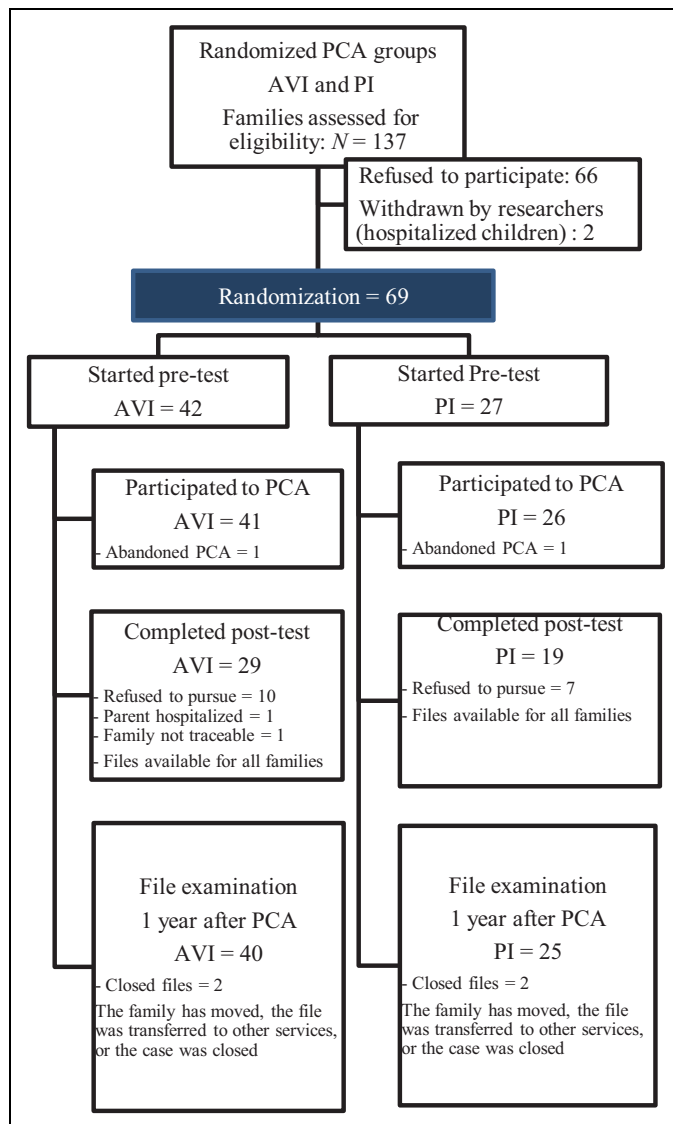 Randomized PCA groups
AVI and PI
Families assessed for
eligibility: N = 137
Refused to participate: 66
Withdrawn by researchers
(hospitalized children) : 2
Randomization = 69
Started pre-test
AVI = 42
Started Pre-test
PI = 27
Participated to PCA
AVI = 41
- Abandoned PCA = 1
Participated to PCA
PI = 26
- Abandoned PCA = 1
Completed post-test
AVI = 29
- Refused to pursue = 10
- Parent hospitalized = 1
- Family not traceable = 1
- Files available for all families
Completed post-test
PI = 19
- Refused to pursue = 7
- Files available for all families
File examination
1 year after PCA
AVI = 40
- Closed files = 2
The family has moved, the file
was transferred to other services,
or the case was closed
File examination
1 year after PCA
PI = 25
- Closed files = 2
The family has moved, the file
was transferred to other services,
or the case was closed